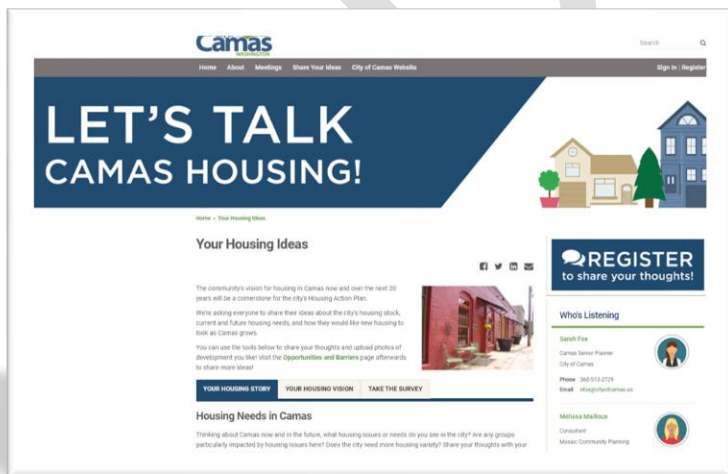 Camas
WASHINGTON
Search
Home About Meetings Share Your Ideas City of Camas Website
Sign In | Register
LET'S TALK
CAMAS HOUSING!
Home » Your Housing Ideas
Your Housing Ideas
REGISTER
to share your thoughts!
The community's vision for housing in Camas now and over the next 20
years will be a cornerstone for the city's Housing Action Plan.
We're asking everyone to share their ideas about the city's housing stock,
current and future housing needs, and how they would like new housing to
look as Camas grows.
You can use the tools below to share your thoughts and upload photos of
development you like! Visit the Opportunities and Barriers page afterwards
to share more ideas!
YOUR HOUSING STORY YOUR HOUSING VISION TAKE THE SURVEY
Housing Needs in Camas
Thinking about Camas now and in the future, what housing issues or needs do you see in the city? Are any groups
particularly impacted by housing issues here? Does the city need more housing variety? Share your thoughts with your
Who's Listening
Sarah Fox
Camas Senior Planner
City of Camas
Phone 360-513-2729
Email
Melissa Mailloux
Consultant
Mosaic Community Planning